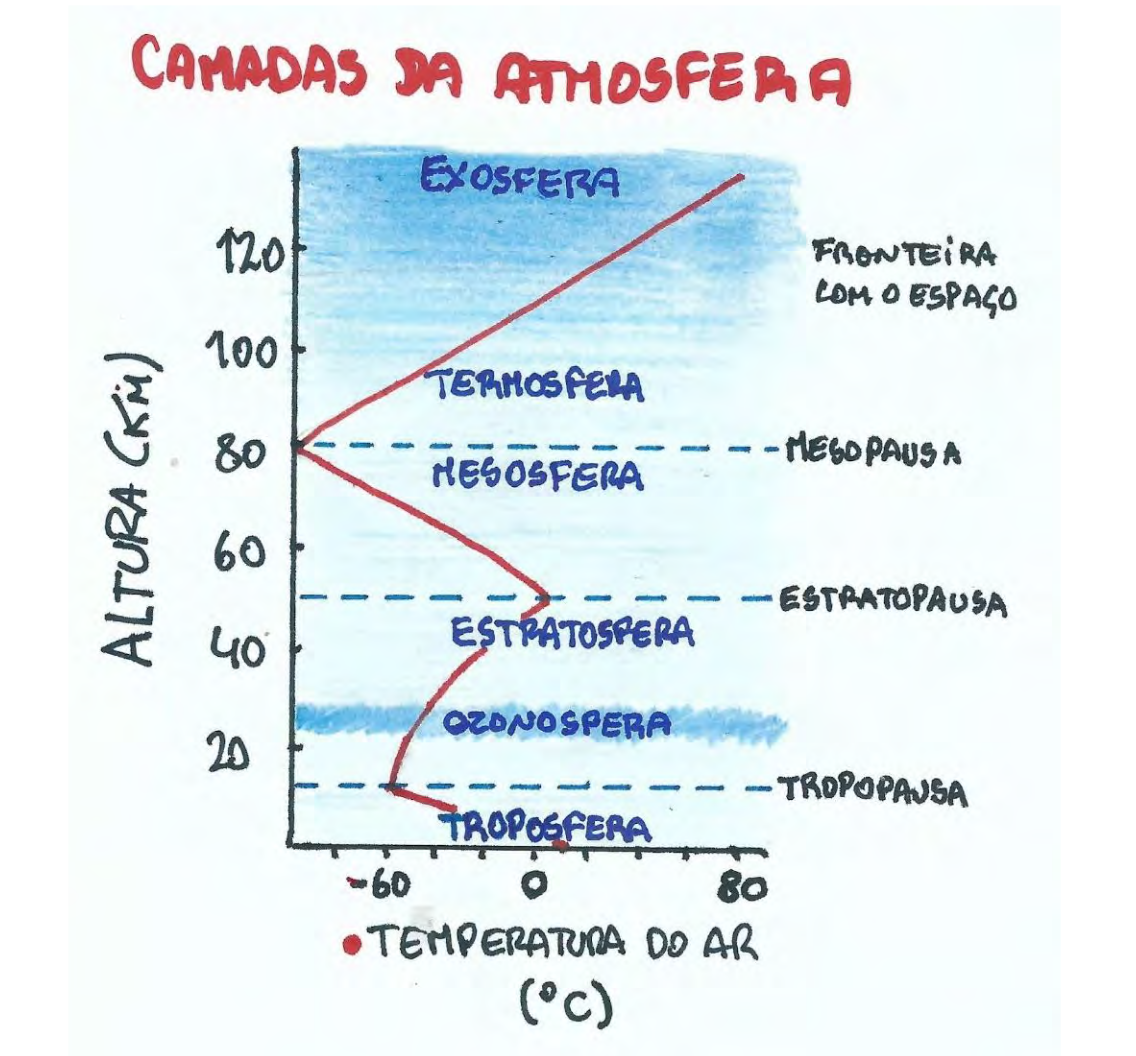 CAMADAS DA ATMOSFERA
EXOSFERA
120
FRONTEIRA
COM O ESPAÇO
100
TERMOSFERA
ALTURA (KM)
80
MESOPAUSA
MESOSFERA
60
ESTRATOPAUSA
ESTRATOSFERA
40
OZONOSFERA
20
TROPOPAUSA
TROPOSFERA
-60 0 80
TEMPERATURA DO AR
(°C)